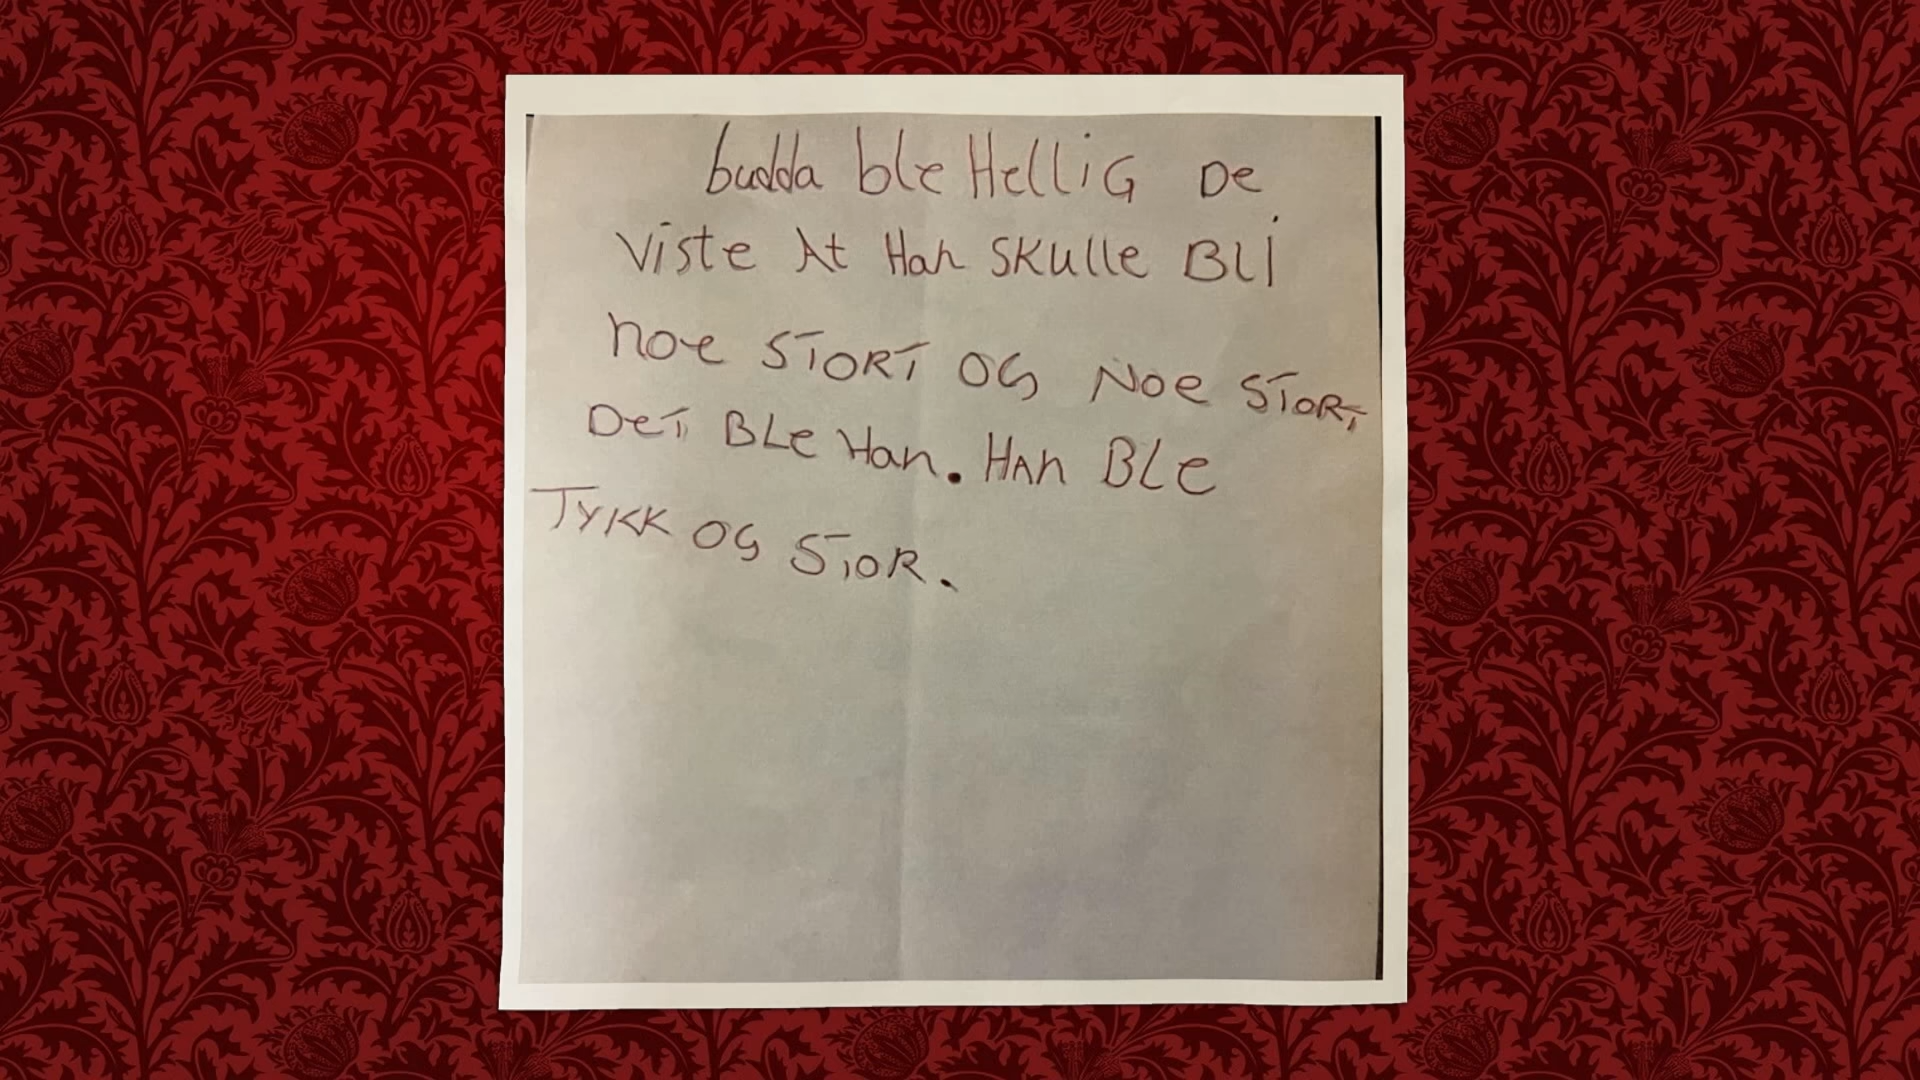 budda ble HelliG De
viste At Han SKulle BLi
noe STORT OG Noe STORT
DeT BLe Han. HAn BLe
TYKK OG STOR.